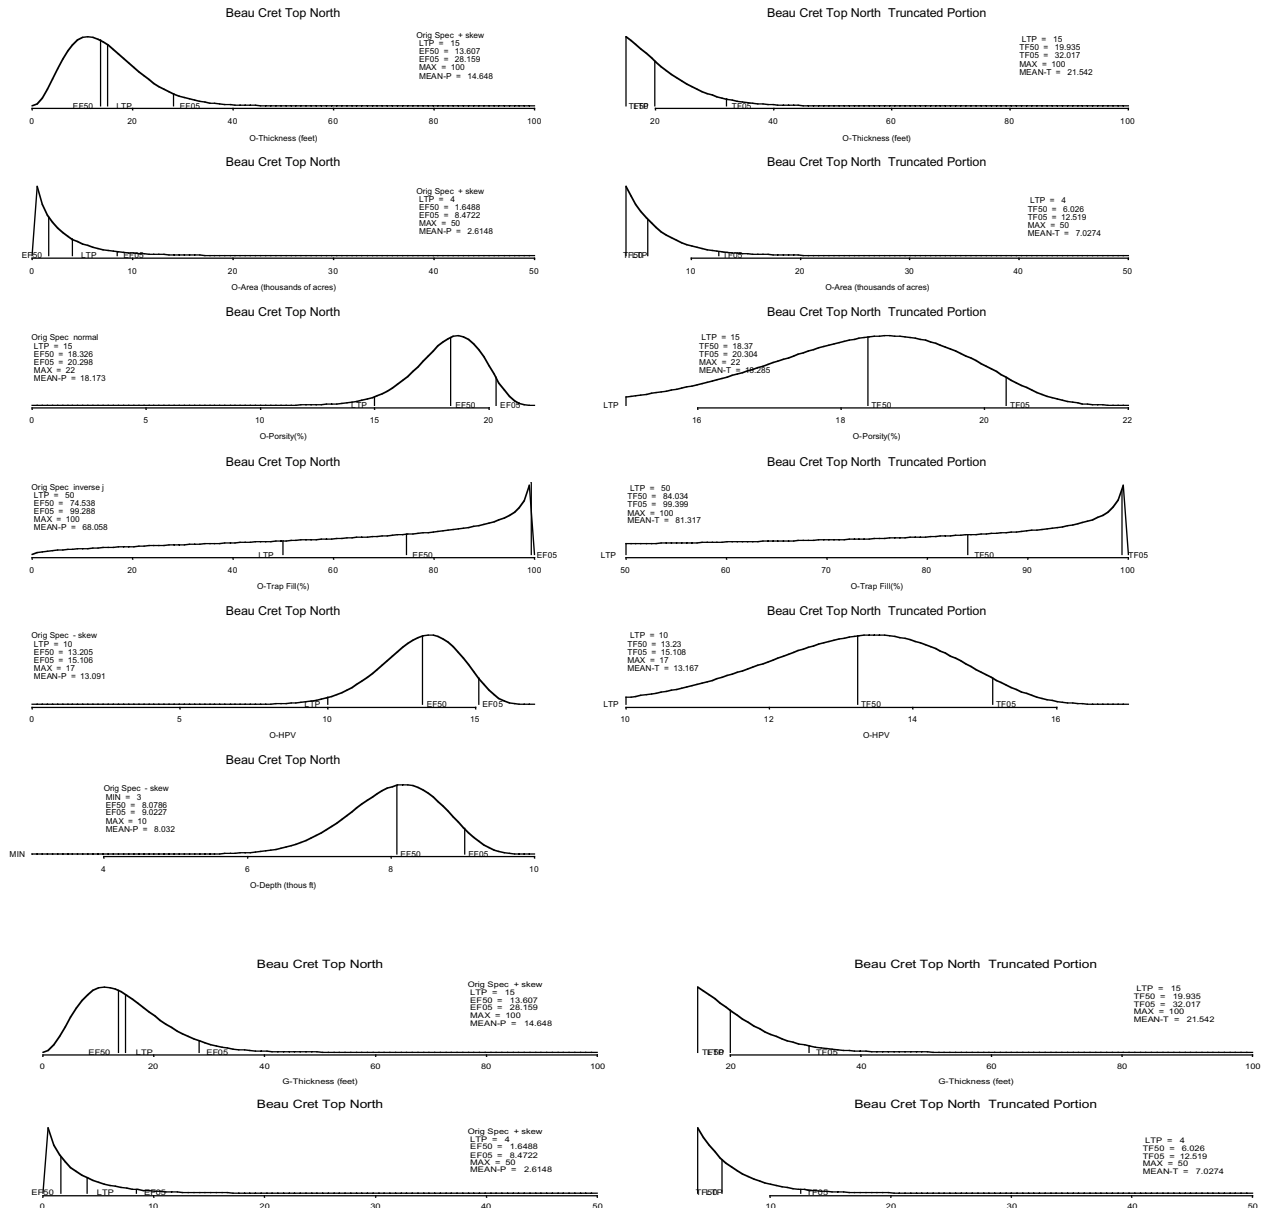 Beau Cret Top North
Orig Spec + skew
LTP = 15
EF50 = 13.607
EF05 = 28.159
MAX = 100
MEAN-P = 14.648
EF50 LTP EF05
0 20 40 60 80 100
O-Thickness (feet)
Beau Cret Top North Truncated Portion
LTP = 15
TF50 = 19.935
TF05 = 32.017
MAX = 100
MEAN-T = 21.542
TF05
20 40 60 80 100
O-Thickness (feet)
Beau Cret Top North
Orig Spec + skew
LTP = 4
EF50 = 1.6488
EF05 = 8.4722
MAX = 50
MEAN-P = 2.6148
EF50 LTP EF05
0 10 20 30 40 50
O-Area (thousands of acres)
Beau Cret Top North Truncated Portion
LTP = 4
TF50 = 6.026
TF05 = 12.519
MAX = 50
MEAN-T = 7.0274
TF05
10 20 30 40 50
O-Area (thousands of acres)
Beau Cret Top North
Orig Spec normal
LTP = 15
EF50 = 18.326
EF05 = 20.298
MAX = 22
MEAN-P = 18.173
LTP EF50 EF05
0 5 10 15 20
O-Porsity(%)
Beau Cret Top North Truncated Portion
LTP = 15
TF50 = 18.37
TF05 = 20.304
MAX = 22
MEAN-T = 18.285
LTP TF50 TF05
16 18 20 22
O-Porsity(%)
Beau Cret Top North
Orig Spec inverse j
LTP = 50
EF50 = 74.538
EF05 = 99.288
MAX = 100
MEAN-P = 68.058
LTP EF50 EF05
0 20 40 60 80 100
O-Trap Fill(%)
Beau Cret Top North Truncated Portion
LTP = 50
TF50 = 84.034
TF05 = 99.399
MAX = 100
MEAN-T = 81.317
LTP TF50 TF05
50 60 70 80 90 100
O-Trap Fill(%)
Beau Cret Top North
Orig Spec - skew
LTP = 10
EF50 = 13.205
EF05 = 15.106
MAX = 17
MEAN-P = 13.091
LTP EF50 EF05
0 5 10 15
O-HPV
Beau Cret Top North Truncated Portion
LTP = 10
TF50 = 13.23
TF05 = 15.108
MAX = 17
MEAN-T = 13.167
LTP TF50 TF05
10 12 14 16
O-HPV
Beau Cret Top North
Orig Spec - skew
MIN = 3
EF50 = 8.0786
EF05 = 9.0227
MAX = 10
MEAN-P = 8.032
MIN EF50 EF05
4 6 8 10
O-Depth (thous ft)
Beau Cret Top North
Orig Spec + skew
LTP = 15
EF50 = 13.607
EF05 = 28.159
MAX = 100
MEAN-P = 14.648
EF50 LTP EF05
0 20 40 60 80 100
G-Thickness (feet)
Beau Cret Top North Truncated Portion
LTP = 15
TF50 = 19.935
TF05 = 32.017
MAX = 100
MEAN-T = 21.542
TF05
20 40 60 80 100
G-Thickness (feet)
Beau Cret Top North
Orig Spec + skew
LTP = 4
EF50 = 1.6488
EF05 = 8.4722
MAX = 50
MEAN-P = 2.6148
EF50 LTP EF05
0 10 20 30 40 50
Beau Cret Top North Truncated Portion
LTP = 4
TF50 = 6.026
TF05 = 12.519
MAX = 50
MEAN-T = 7.0274
TF05
10 20 30 40 50